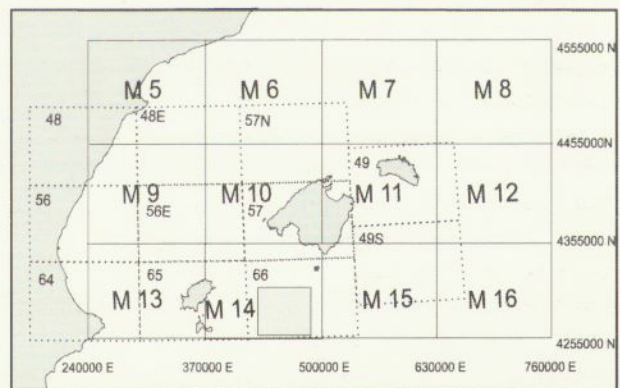 4555000 N
M 5 M 6 M 7 M 8
48 48E 57N
4455000 N
49
56 M 9 M 10 M 11 M 12
56E 57
49S
4355000 N
64 65 66
M 13 M 14 M 15 M 16
4255000 N
240000 E 370000 E 500000 E 630000 E 760000 E